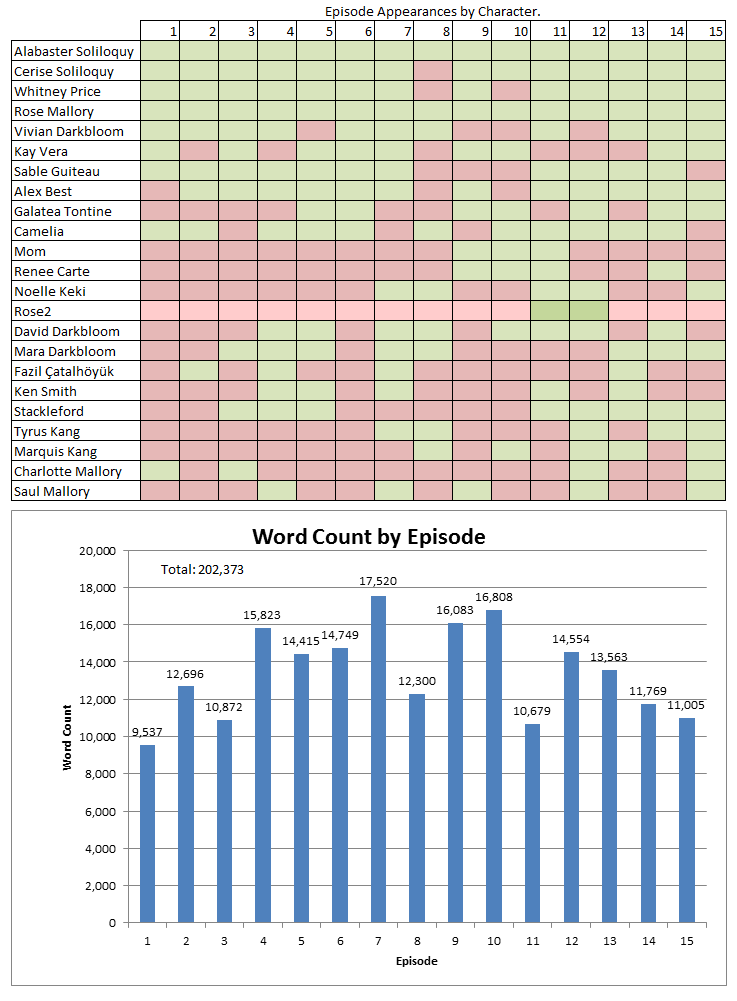 Episode Appearances by Character.
1 2 3 4 5 6 7 8 9 10 11 12 13 14 15
Alabaster Soliloquy
Cerise Soliloquy
Whitney Price
Rose Mallory
Vivian Darkbloom
Kay Vera
Sable Guiteau
Alex Best
Galatea Tontine
Camelia
Mom
Renee Carte
Noelle Keki
Rose2
David Darkbloom
Mara Darkbloom
Fazil Çatalhöyük
Ken Smith
Stackleford
Tyrus Kang
Marquis Kang
Charlotte Mallory
Saul Mallory
Word Count by Episode
Total: 202,373
20,000
18,000
16,000
14,000
12,000
10,000
8,000
6,000
4,000
2,000
0
Word Count
9,537
12,696
10,872
15,823
14,415
14,749
17,520
12,300
16,083
16,808
10,679
14,554
13,563
11,769
11,005
1 2 3 4 5 6 7 8 9 10 11 12 13 14 15
Episode